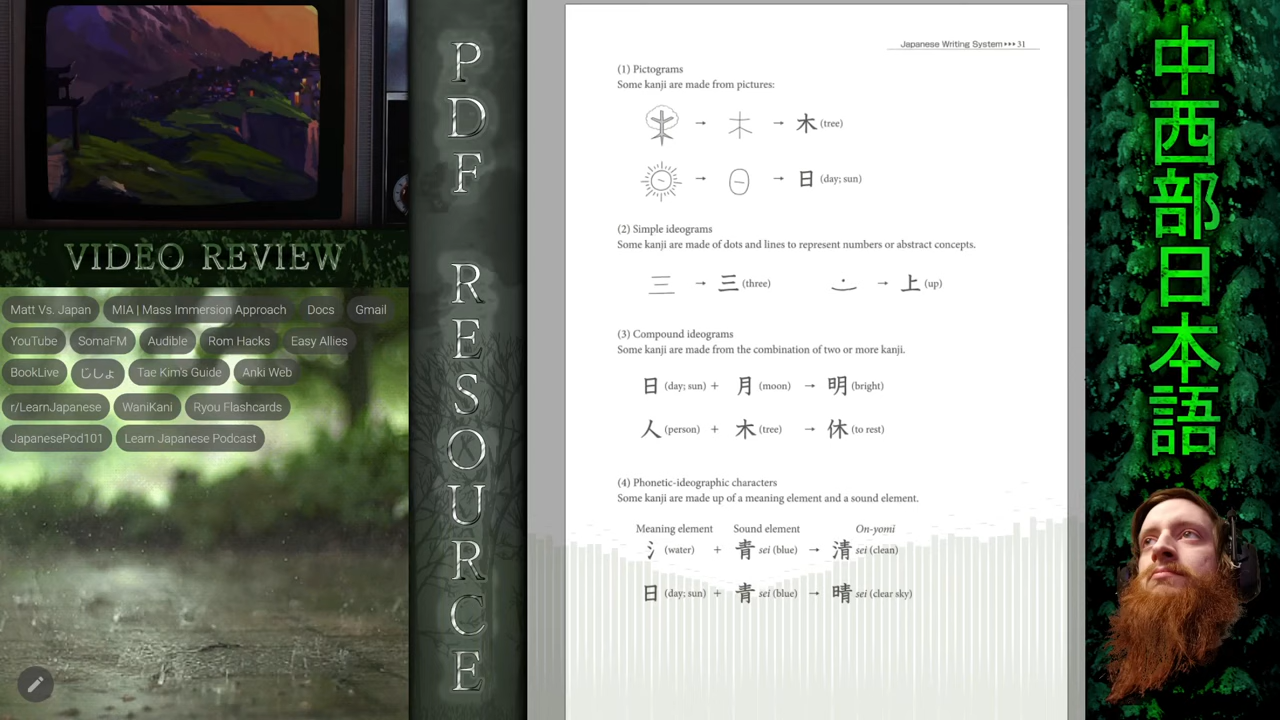 VIDEO REVIEW
Matt Vs. Japan
MIA | Mass Immersion Approach
Docs
Gmail
YouTube
SomaFM
Audible
Rom Hacks
Easy Allies
BookLive
じしょ
Tae Kim's Guide
Anki Web
r/LearnJapanese
WaniKani
Ryou Flashcards
JapanesePod101
Learn Japanese Podcast
PDF RESOURCE
Japanese Writing System▸▸▸31
(1) Pictograms
Some kanji are made from pictures:
→ → 木 (tree)
→ → 日 (day; sun)
(2) Simple ideograms
Some kanji are made of dots and lines to represent numbers or abstract concepts.
→ 三 (three) → 上 (up)
(3) Compound ideograms
Some kanji are made from the combination of two or more kanji.
日 (day; sun) + 月 (moon) → 明 (bright)
人 (person) + 木 (tree) → 休 (to rest)
(4) Phonetic-ideographic characters
Some kanji are made up of a meaning element and a sound element.
Meaning element Sound element On-yomi
氵 (water) + 青 sei (blue) → 清 sei (clean)
日 (day; sun) + 青 sei (blue) → 晴 sei (clear sky)
中西部日本語